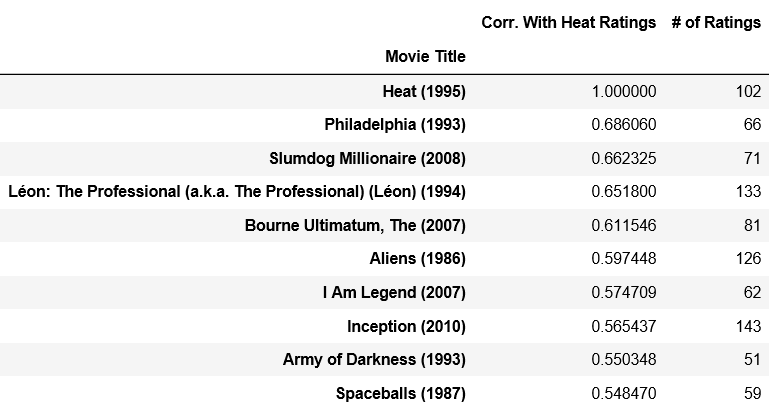 Corr. With Heat Ratings # of Ratings
Movie Title
Heat (1995) 1.000000 102
Philadelphia (1993) 0.686060 66
Slumdog Millionaire (2008) 0.662325 71
Léon: The Professional (a.k.a. The Professional) (Léon) (1994) 0.651800 133
Bourne Ultimatum, The (2007) 0.611546 81
Aliens (1986) 0.597448 126
I Am Legend (2007) 0.574709 62
Inception (2010) 0.565437 143
Army of Darkness (1993) 0.550348 51
Spaceballs (1987) 0.548470 59